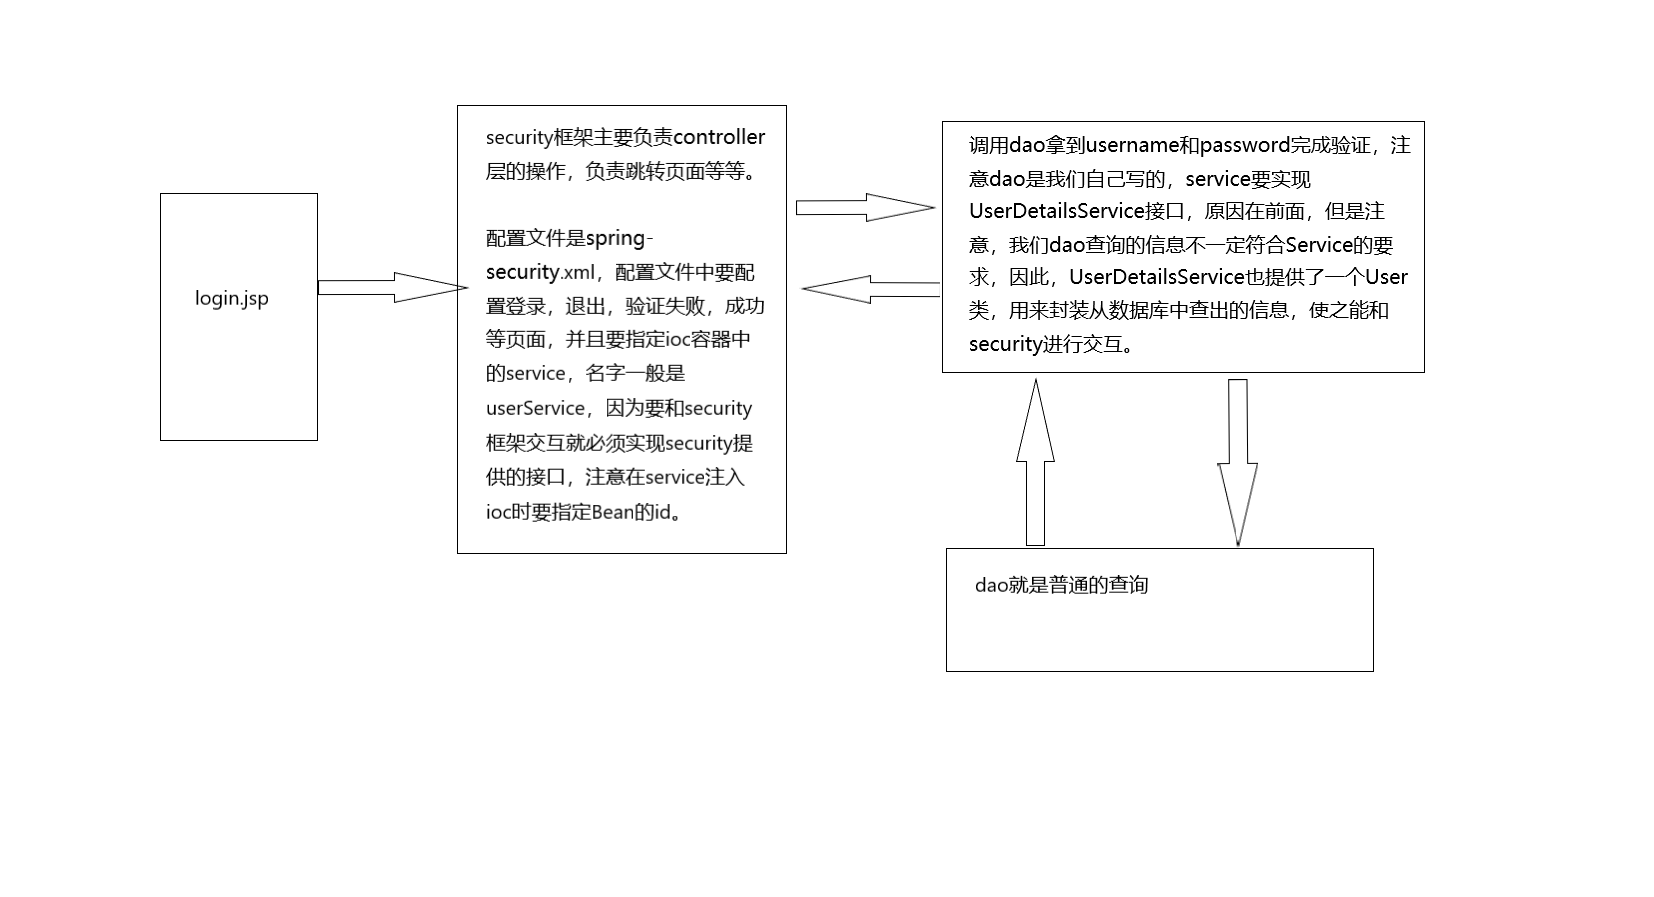 login.jsp
security框架主要负责controller
层的操作，负责跳转页面等等。
配置文件是spring-
security.xml，配置文件中要配
置登录，退出，验证失败，成功
等页面，并且要指定ioc容器中
的service，名字一般是
userService，因为要和security
框架交互就必须实现security提
供的接口，注意在service注入
ioc时要指定Bean的id。
调用dao拿到username和password完成验证，注
意dao是我们自己写的，service要实现
UserDetailsService接口，原因在前面，但是注
意，我们dao查询的信息不一定符合Service的要
求，因此，UserDetailsService也提供了一个User
类，用来封装从数据库中查出的信息，使之能和
security进行交互。
dao就是普通的查询